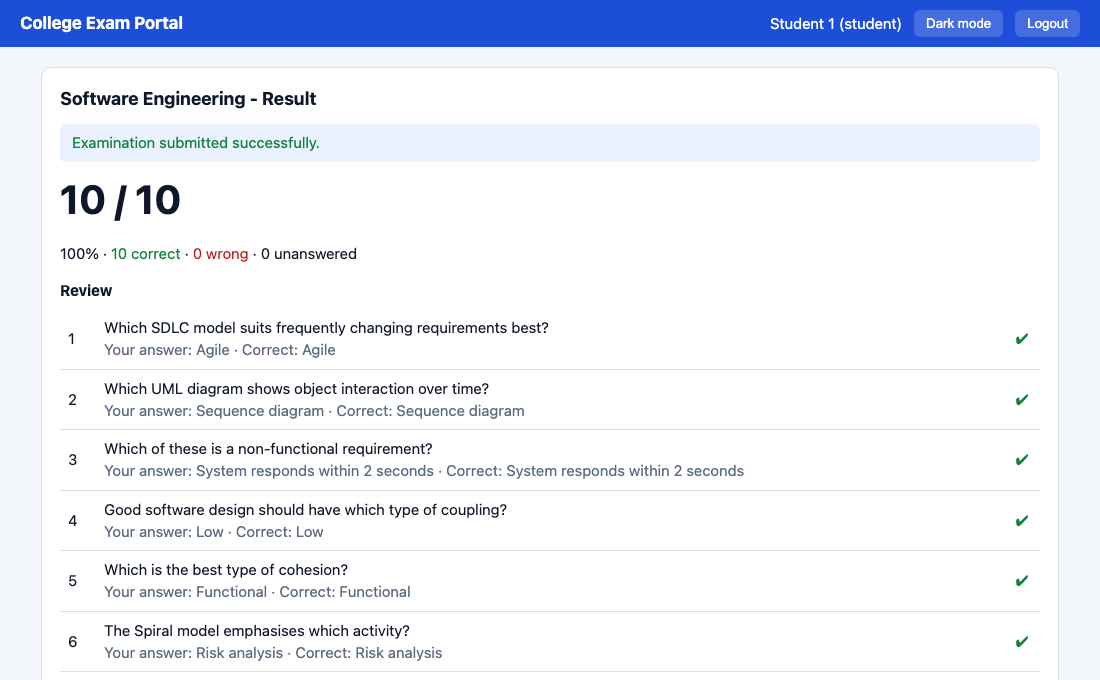 College Exam Portal
Student 1 (student)
Dark mode
Logout
Software Engineering - Result
Examination submitted successfully.
10 / 10
100% · 10 correct · 0 wrong · 0 unanswered
Review
1
Which SDLC model suits frequently changing requirements best?
Your answer: Agile · Correct: Agile
✔
2
Which UML diagram shows object interaction over time?
Your answer: Sequence diagram · Correct: Sequence diagram
✔
3
Which of these is a non-functional requirement?
Your answer: System responds within 2 seconds · Correct: System responds within 2 seconds
✔
4
Good software design should have which type of coupling?
Your answer: Low · Correct: Low
✔
5
Which is the best type of cohesion?
Your answer: Functional · Correct: Functional
✔
6
The Spiral model emphasises which activity?
Your answer: Risk analysis · Correct: Risk analysis
✔